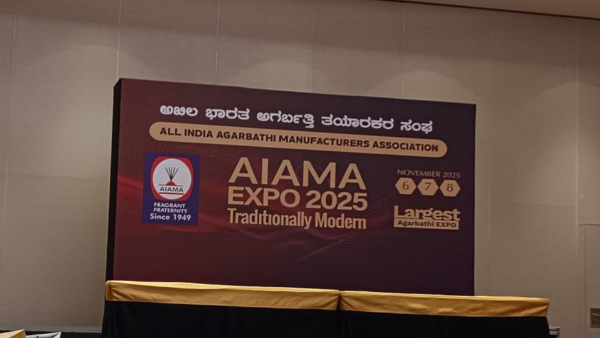 ಅಖಿಲ ಭಾರತ ಅಗರ್ಬತ್ತಿ ತಯಾರಕರ ಸಂಘ
ALL INDIA AGARBATHI MANUFACTURERS ASSOCIATION
AIAMA
FRAGRANT
FRATERNITY
Since 1949
AIAMA
EXPO 2025
Traditionally Modern
NOVEMBER 2025
6 7 8
Largest
Agarbathi EXPO